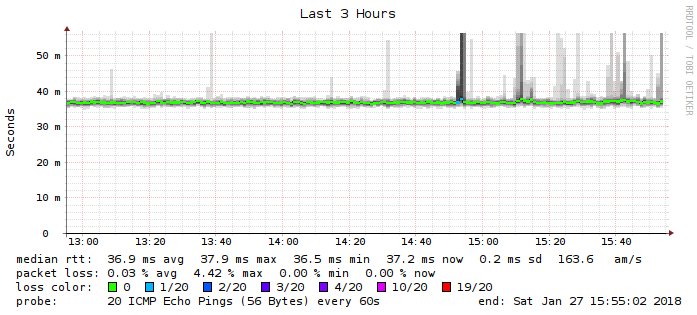 Last 3 Hours
RRDTOOL / TOBI OETIKER
Seconds
50 m
40 m
30 m
20 m
10 m
0
13:00 13:20 13:40 14:00 14:20 14:40 15:00 15:20 15:40
median rtt: 36.9 ms avg 37.9 ms max 36.5 ms min 37.2 ms now 0.2 ms sd 163.6 am/s
packet loss: 0.03 % avg 4.42 % max 0.00 % min 0.00 % now
loss color: 0 1/20 2/20 3/20 4/20 10/20 19/20
probe: 20 ICMP Echo Pings (56 Bytes) every 60s end: Sat Jan 27 15:55:02 2018